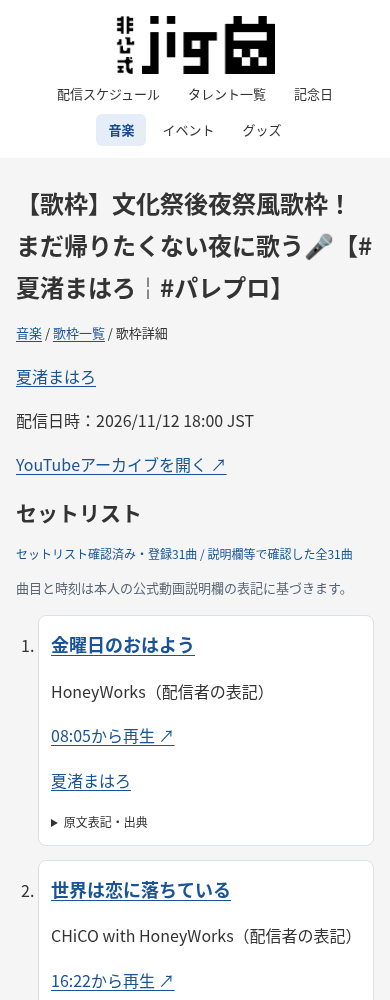 非公式 jig
配信スケジュール タレント一覧 記念日
音楽 イベント グッズ
【歌枠】文化祭後夜祭風歌枠！
まだ帰りたくない夜に歌う🎤【#
夏渚まはろ¦#パレプロ】
音楽 / 歌枠一覧 / 歌枠詳細
夏渚まはろ
配信日時：2026/11/12 18:00 JST
YouTubeアーカイブを開く ↗
セットリスト
セットリスト確認済み・登録31曲 / 説明欄等で確認した全31曲
曲目と時刻は本人の公式動画説明欄の表記に基づきます。
1. 金曜日のおはよう
HoneyWorks（配信者の表記）
08:05から再生 ↗
夏渚まはろ
▶ 原文表記・出典
2. 世界は恋に落ちている
CHiCO with HoneyWorks（配信者の表記）
16:22から再生 ↗